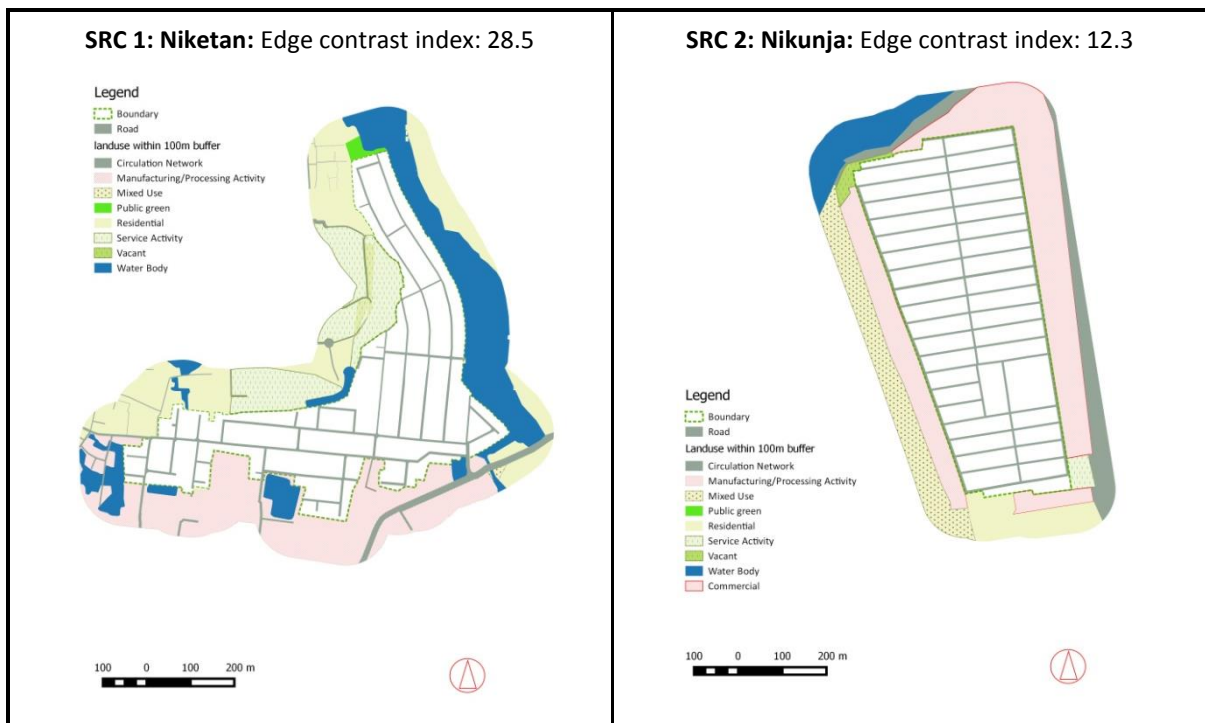 SRC 1: Niketan: Edge contrast index: 28.5
Legend
Boundary
Road
landuse within 100m buffer
Circulation Network
Manufacturing/Processing Activity
Mixed Use
Public green
Residential
Service Activity
Vacant
Water Body
100 0 100 200 m
SRC 2: Nikunja: Edge contrast index: 12.3
Legend
Boundary
Road
Landuse within 100m buffer
Circulation Network
Manufacturing/Processing Activity
Mixed Use
Public green
Residential
Service Activity
Vacant
Water Body
Commercial
100 0 100 200 m